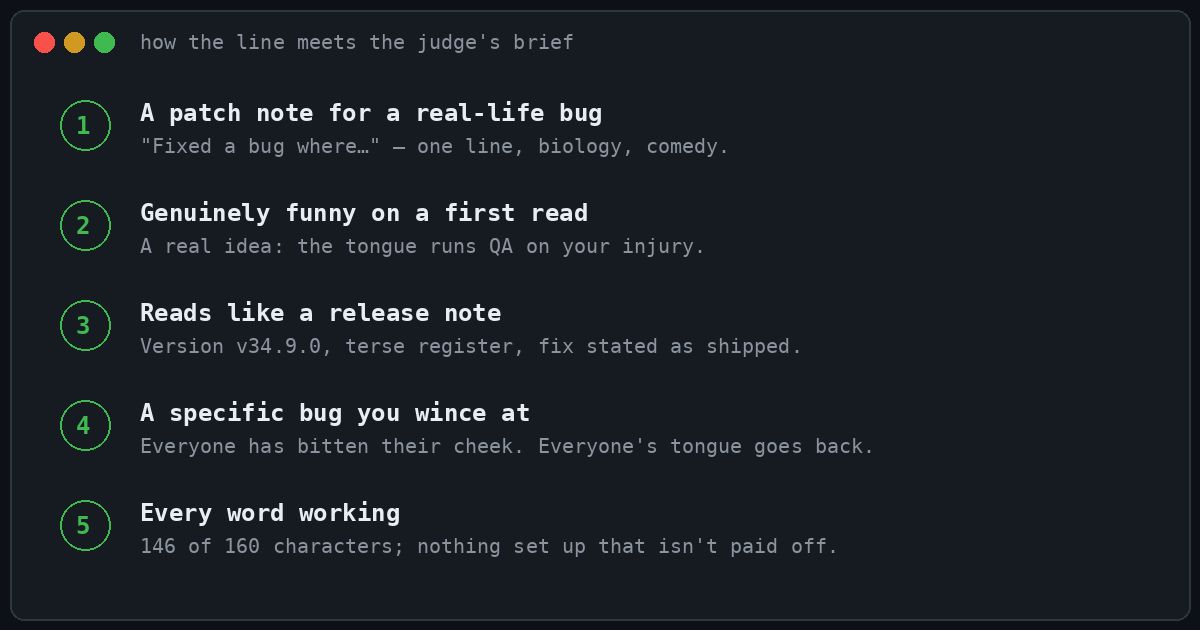 how the line meets the judge's brief
1
A patch note for a real-life bug
"Fixed a bug where…" — one line, biology, comedy.
2
Genuinely funny on a first read
A real idea: the tongue runs QA on your injury.
3
Reads like a release note
Version v34.9.0, terse register, fix stated as shipped.
4
A specific bug you wince at
Everyone has bitten their cheek. Everyone's tongue goes back.
5
Every word working
146 of 160 characters; nothing set up that isn't paid off.